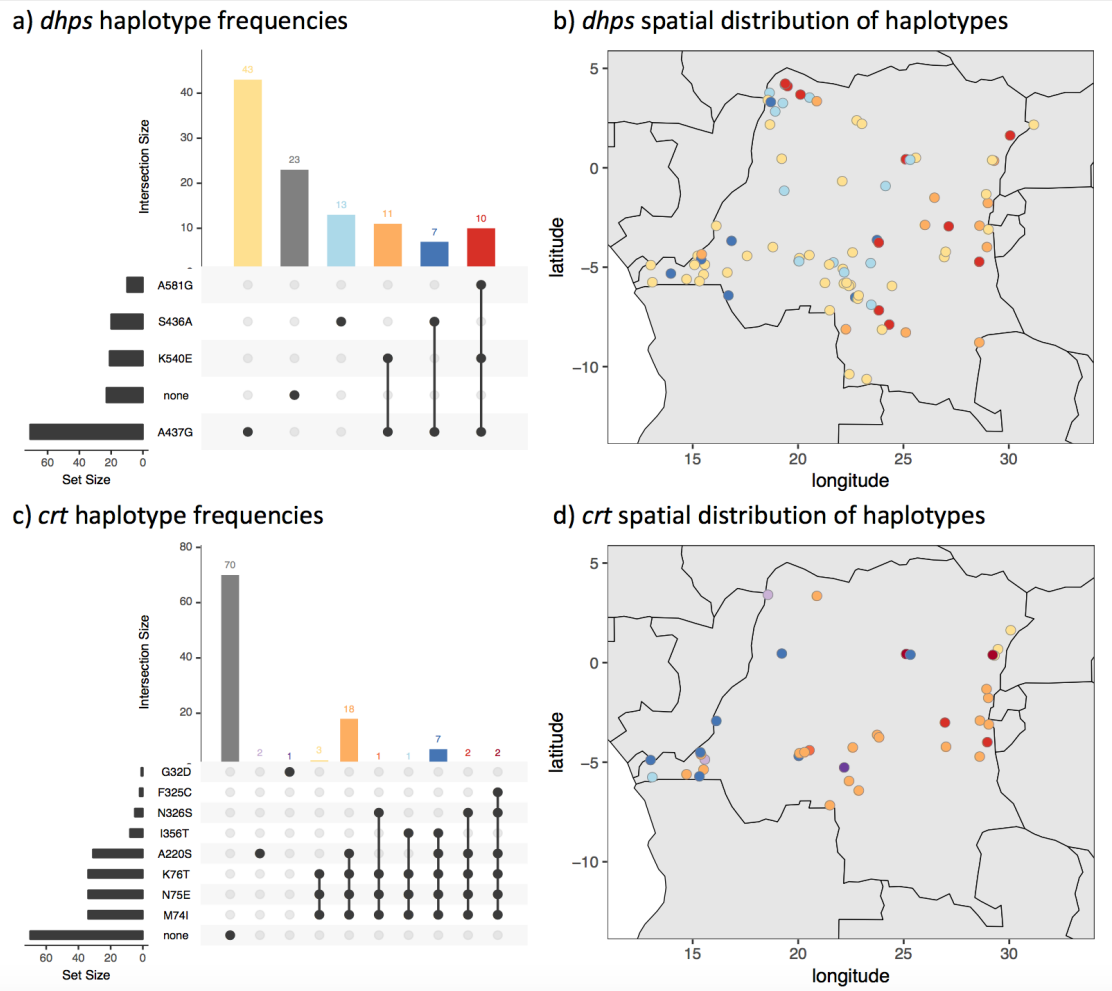 a) dhps haplotype frequencies
43
23
13
11
7
10
Intersection Size
40
30
20
10
A581G
S436A
K540E
none
A437G
60 40 20 0
Set Size
b) dhps spatial distribution of haplotypes
latitude
5
0
−5
−10
15 20 25 30
longitude
c) crt haplotype frequencies
Intersection Size
80
60
40
20
70
2
1
3
18
1
1
7
2
2
G32D
F325C
N326S
I356T
A220S
K76T
N75E
M74I
none
60 40 20 0
Set Size
d) crt spatial distribution of haplotypes
latitude
5
0
−5
−10
15 20 25 30
longitude